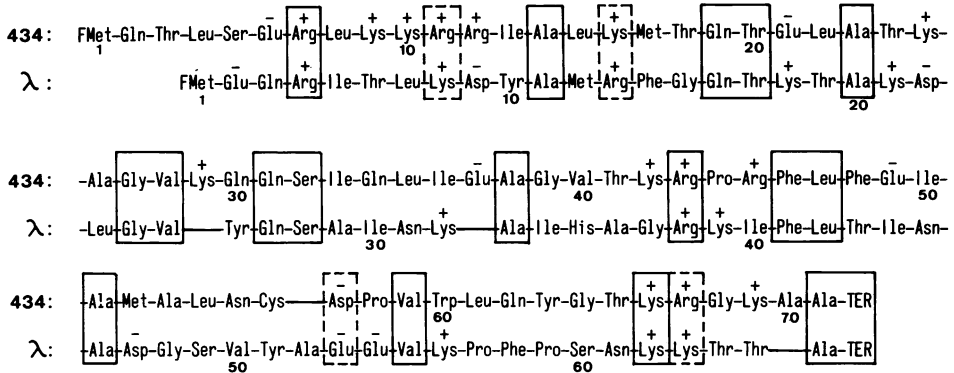 − + + + + + + − +
434: FMet-Gln-Thr-Leu-Ser-Glu-Arg-Leu-Lys-Lys-Arg-Arg-Ile-Ala-Leu-Lys-Met-Thr-Gln-Thr-Glu-Leu-Ala-Thr-Lys-
1 10 20
− + + − + + + −
λ: FMet-Glu-Gln-Arg-Ile-Thr-Leu-Lys-Asp-Tyr-Ala-Met-Arg-Phe-Gly-Gln-Thr-Lys-Thr-Ala-Lys-Asp-
1 10 20
+ − + + + −
434: -Ala-Gly-Val-Lys-Gln-Gln-Ser-Ile-Gln-Leu-Ile-Glu-Ala-Gly-Val-Thr-Lys-Arg-Pro-Arg-Phe-Leu-Phe-Glu-Ile-
30 40 50
+ + +
λ: -Leu-Gly-Val—Tyr-Gln-Ser-Ala-Ile-Asn-Lys—Ala-Ile-His-Ala-Gly-Arg-Lys-Ile-Phe-Leu-Thr-Ile-Asn-
30 40
− + + +
434: -Ala-Met-Ala-Leu-Asn-Cys—Asp-Pro-Val-Trp-Leu-Gln-Tyr-Gly-Thr-Lys-Arg-Gly-Lys-Ala-Ala-TER
60 70
− − − + + +
λ: -Ala-Asp-Gly-Ser-Val-Tyr-Ala-Glu-Glu-Val-Lys-Pro-Phe-Pro-Ser-Asn-Lys-Lys-Thr-Thr—Ala-TER
50 60